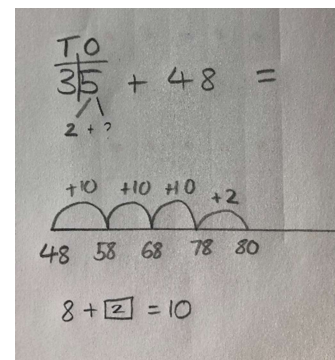 T O
35 + 48 =
2 + ?
+10 +10 +10 +2
48 58 68 78 80
8 + 2 = 10